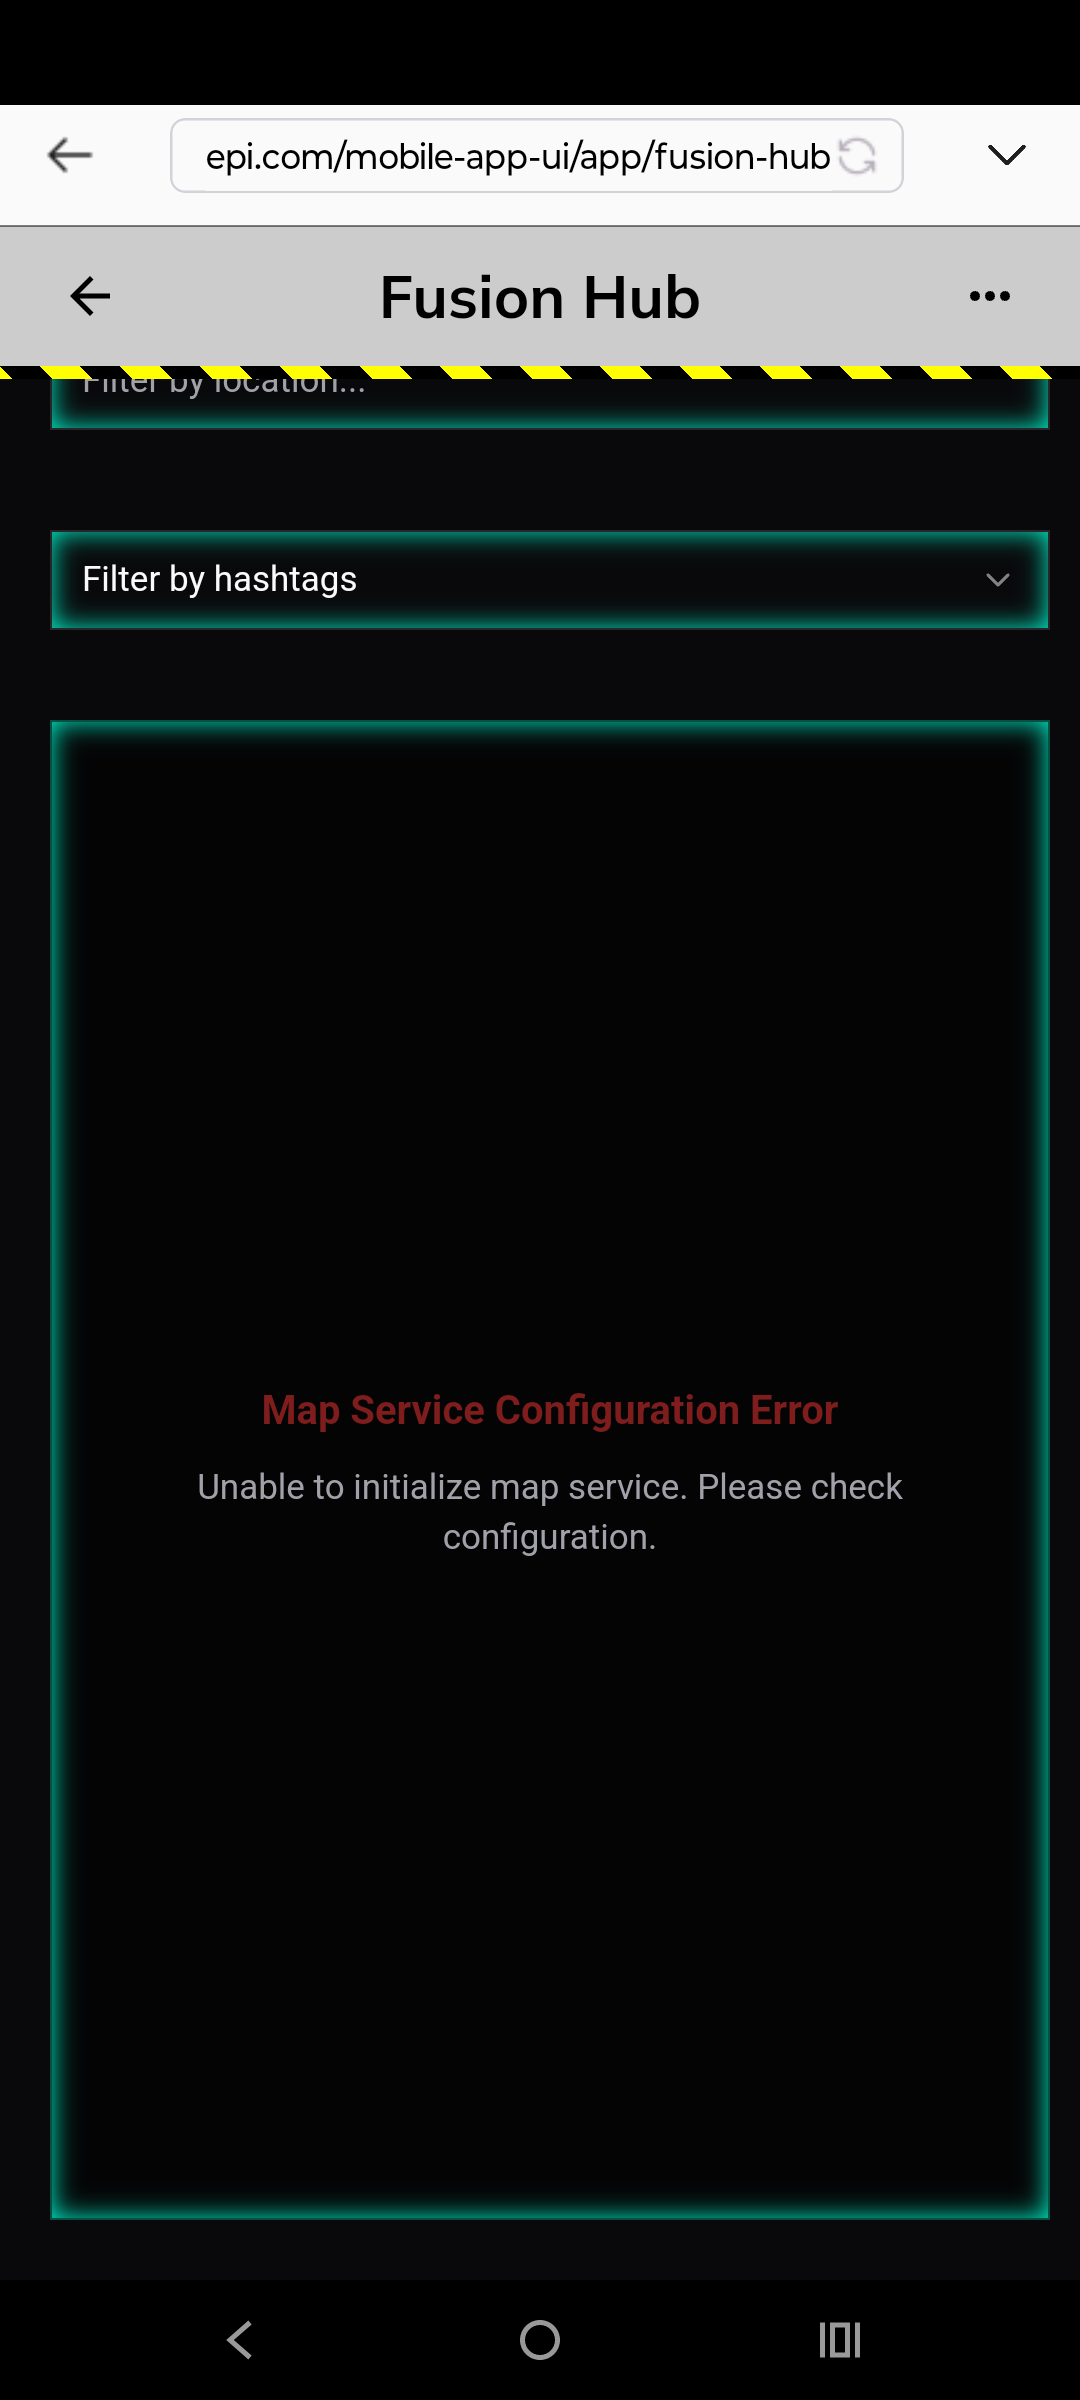 epi.com/mobile-app-ui/app/fusion-hub
Fusion Hub
Filter by location...
Filter by hashtags
Map Service Configuration Error
Unable to initialize map service. Please check
configuration.